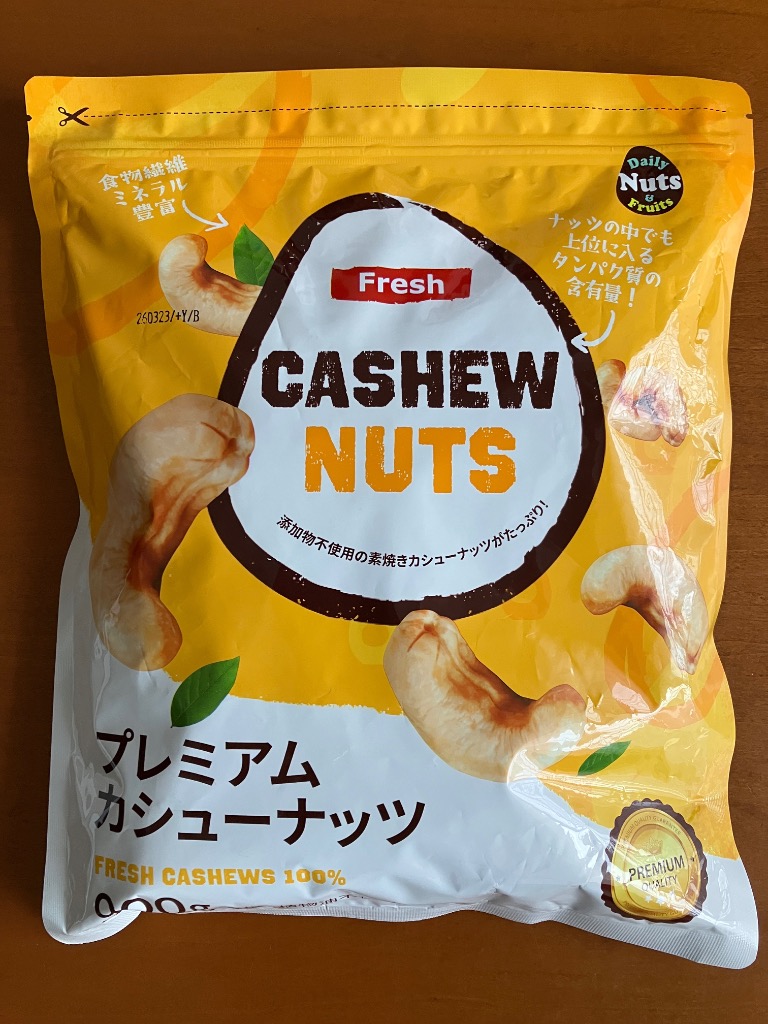 食物繊維
ミネラル
豊富
Daily
Nuts
&
Fruits
ナッツの中でも
上位に入る
タンパク質の
含有量！
260323/+Y/B
Fresh
CASHEW
NUTS
添加物不使用の素焼きカシューナッツがたっぷり!
プレミアム
カシューナッツ
FRESH CASHEWS 100%
PREMIUM
QUALITY